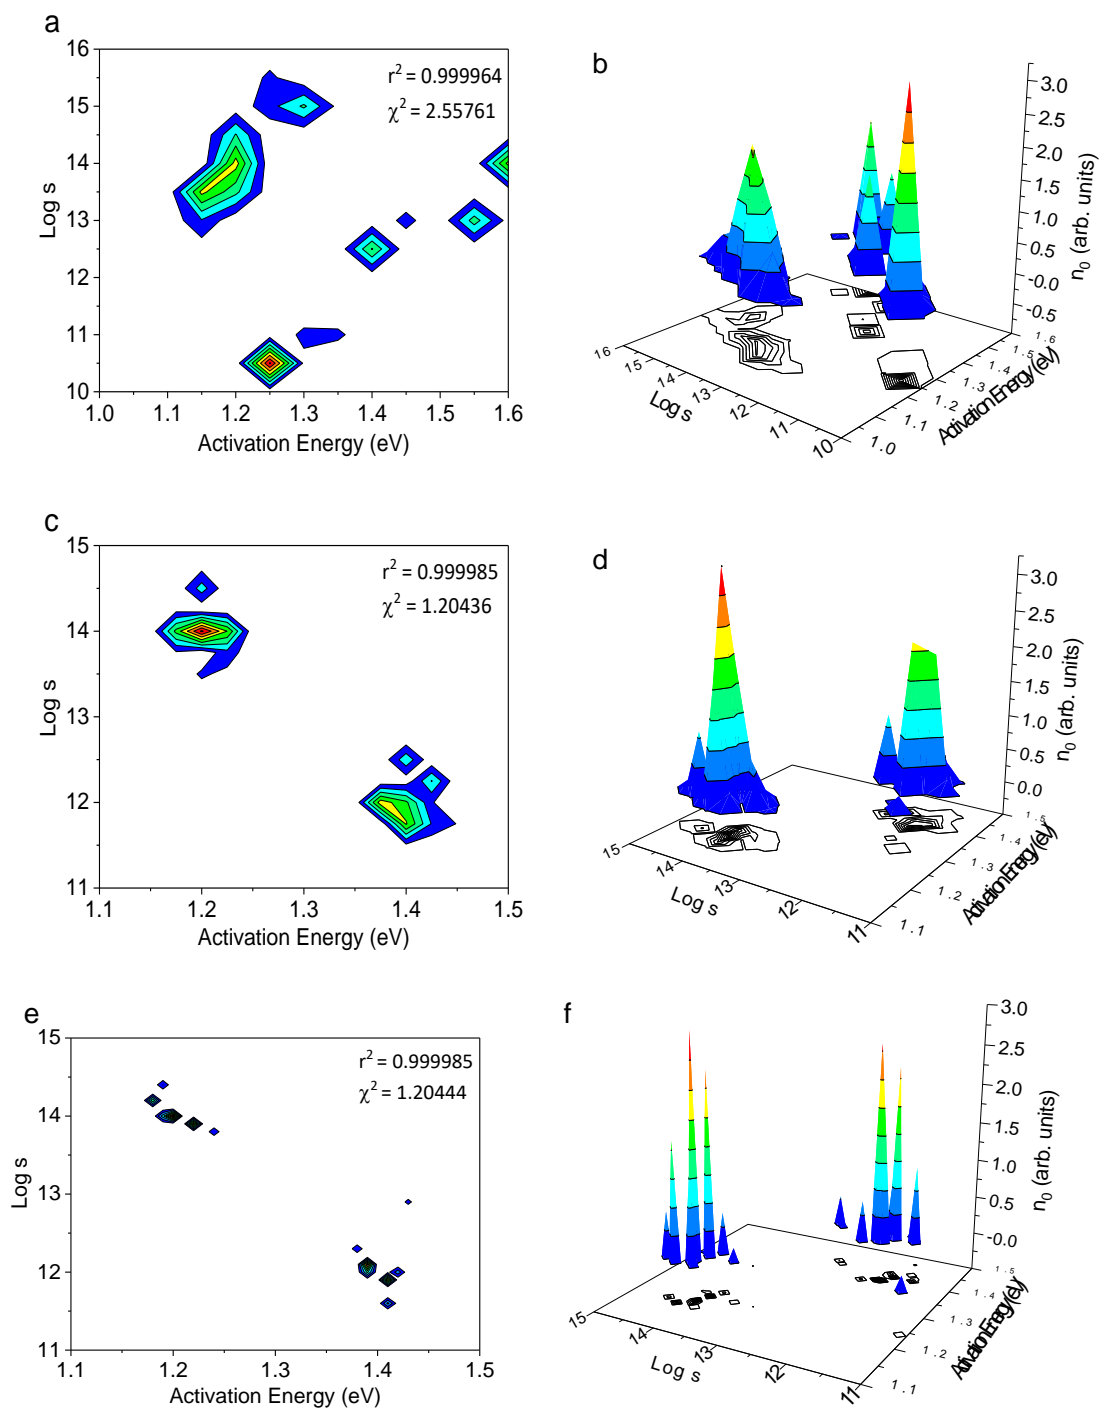 a
16
15
14
13
12
11
10
Log s
r² = 0.999964
χ² = 2.55761
1.0 1.1 1.2 1.3 1.4 1.5 1.6
Activation Energy (eV)
b
3.0
2.5
2.0
1.5
1.0
0.5
-0.0
-0.5
n₀ (arb. units)
16 15 14 13 12 11 10
Log s
1.0 1.1 1.2 1.3 1.4 1.5 1.6
Activation Energy (eV)
c
15
14
13
12
11
Log s
r² = 0.999985
χ² = 1.20436
1.1 1.2 1.3 1.4 1.5
Activation Energy (eV)
d
3.0
2.5
2.0
1.5
1.0
0.5
0.0
n₀ (arb. units)
15 14 13 12 11
Log s
1.1 1.2 1.3 1.4 1.5
Activation Energy (eV)
e
15
14
13
12
11
Log s
r² = 0.999985
χ² = 1.20444
1.1 1.2 1.3 1.4 1.5
Activation Energy (eV)
f
3.0
2.5
2.0
1.5
1.0
0.5
-0.0
n₀ (arb. units)
15 14 13 12 11
Log s
1.1 1.2 1.3 1.4 1.5
Activation Energy (eV)